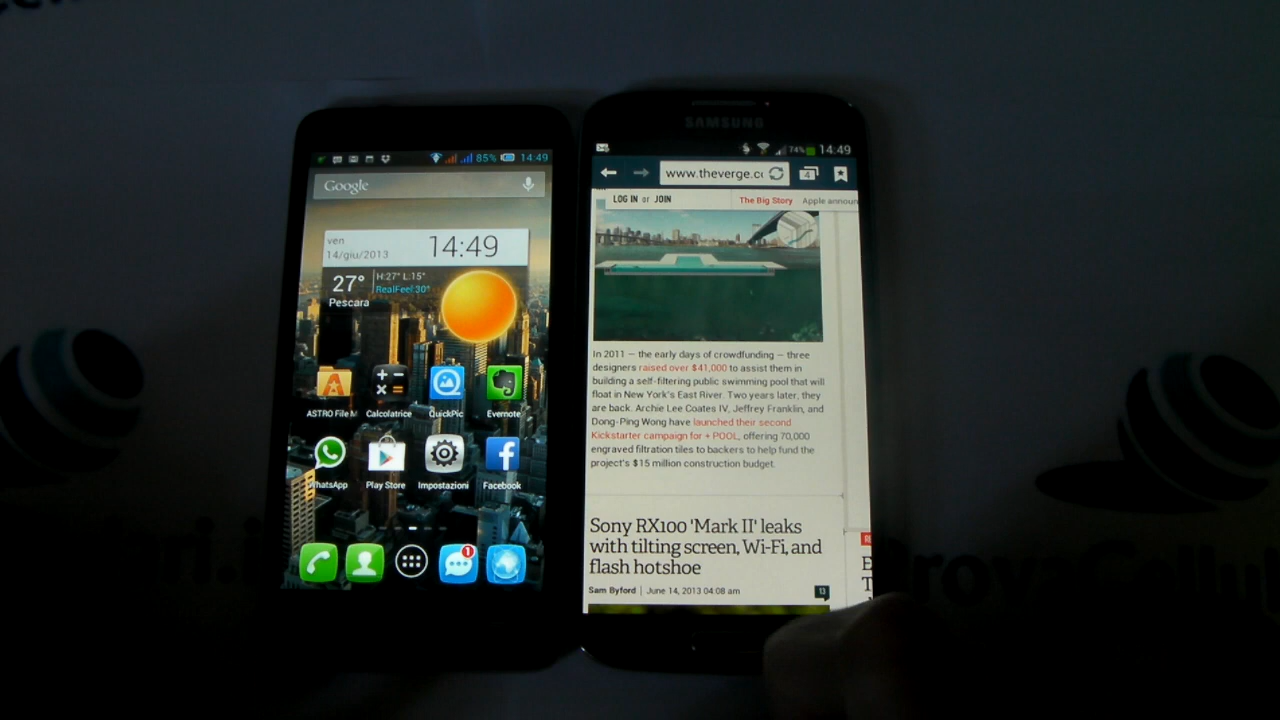 85% 14:49
Google
ven
14/giu/2013
14:49
27°
H:27° L:15°
RealFeel:30°
Pescara
ASTRO File M
Calcolatrice
QuickPic
Evernote
WhatsApp
Play Store
Impostazioni
Facebook
1
SAMSUNG
74% 14:49
www.theverge.c
4
LOG IN or JOIN
The Big Story
Apple announ
In 2011 — the early days of crowdfunding — three
designers raised over $41,000 to assist them in
building a self-filtering public swimming pool that will
float in New York's East River. Two years later, they
are back. Archie Lee Coates IV, Jeffrey Franklin, and
Dong-Ping Wong have launched their second
Kickstarter campaign for + POOL, offering 70,000
engraved filtration tiles to backers to help fund the
project's $15 million construction budget.
Sony RX100 'Mark II' leaks
with tilting screen, Wi-Fi, and
flash hotshoe
Sam Byford | June 14, 2013 04:08 am
13
E
T